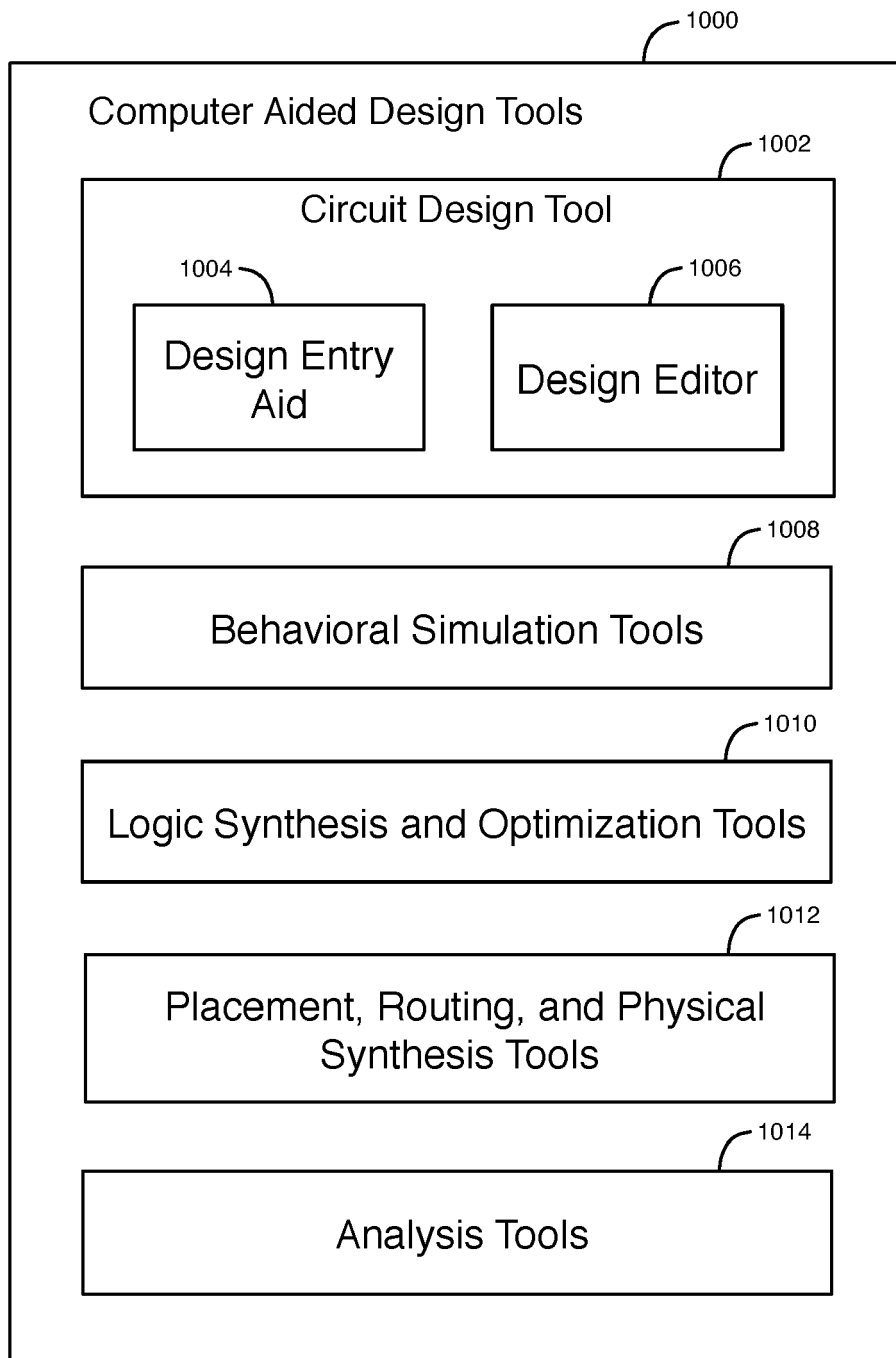 1000
Computer Aided Design Tools
1002
Circuit Design Tool
1004
1006
Design Entry
Aid
Design Editor
1008
Behavioral Simulation Tools
1010
Logic Synthesis and Optimization Tools
1012
Placement, Routing, and Physical
Synthesis Tools
1014
Analysis Tools